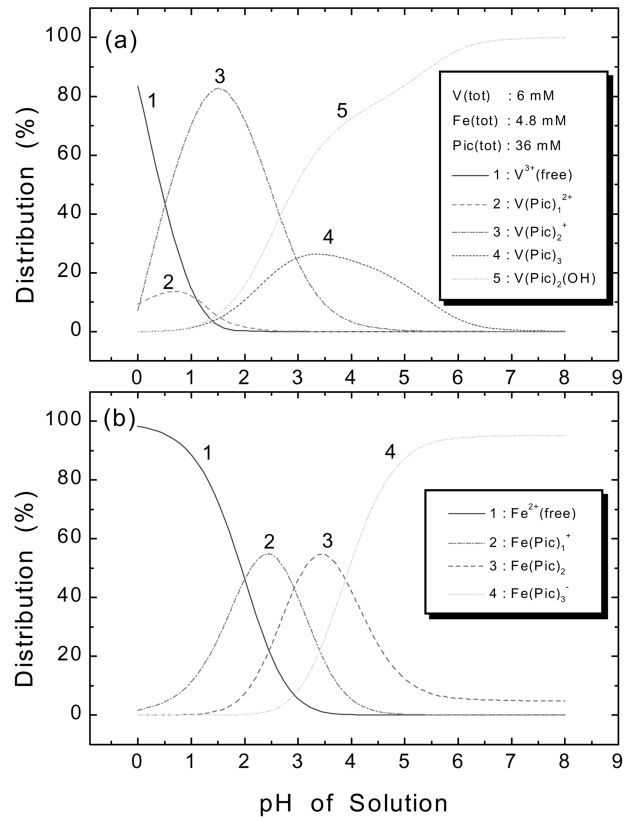 (a)
100
80
60
40
20
0
Distribution (%)
1
2
3
4
5
V(tot) : 6 mM
Fe(tot) : 4.8 mM
Pic(tot) : 36 mM
1 : V³⁺(free)
2 : V(Pic)₁²⁺
3 : V(Pic)₂⁺
4 : V(Pic)₃
5 : V(Pic)₂(OH)
0 1 2 3 4 5 6 7 8 9
(b)
100
80
60
40
20
0
Distribution (%)
1
2
3
4
1 : Fe²⁺(free)
2 : Fe(Pic)₁⁺
3 : Fe(Pic)₂
4 : Fe(Pic)₃⁻
0 1 2 3 4 5 6 7 8 9
pH of Solution